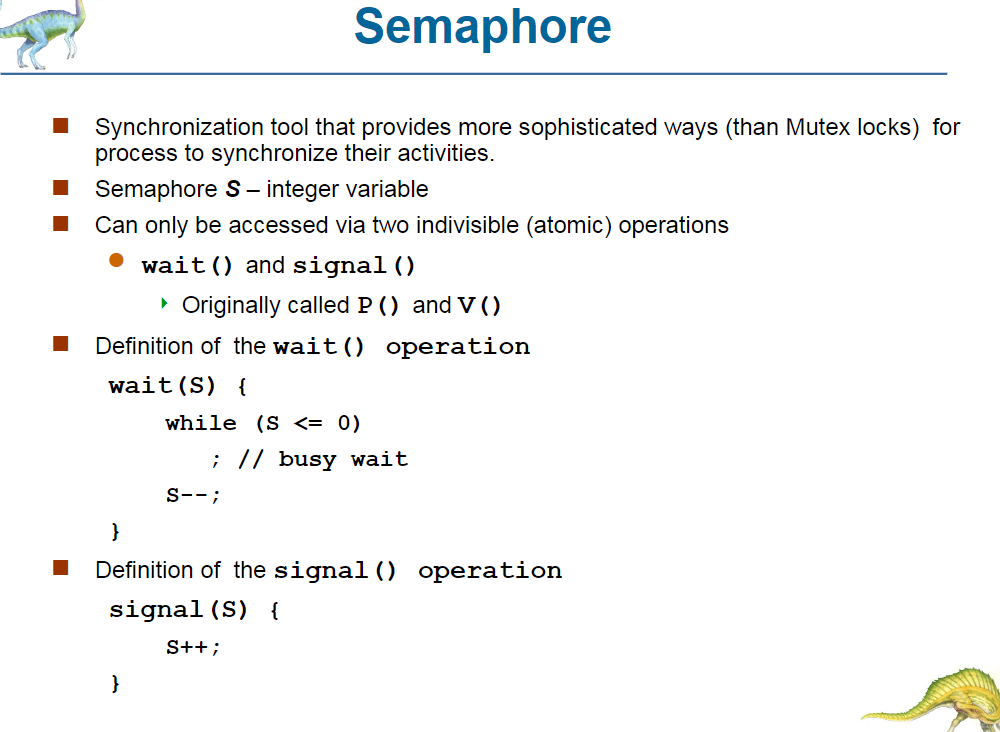 Semaphore
Synchronization tool that provides more sophisticated ways (than Mutex locks)  for
process to synchronize their activities.
Semaphore S – integer variable
Can only be accessed via two indivisible (atomic) operations
wait() and signal()
Originally called P() and V()
Definition of  the wait() operation
wait(S) {
while (S <= 0)
; // busy wait
S--;
}
Definition of  the signal() operation
signal(S) {
S++;
}